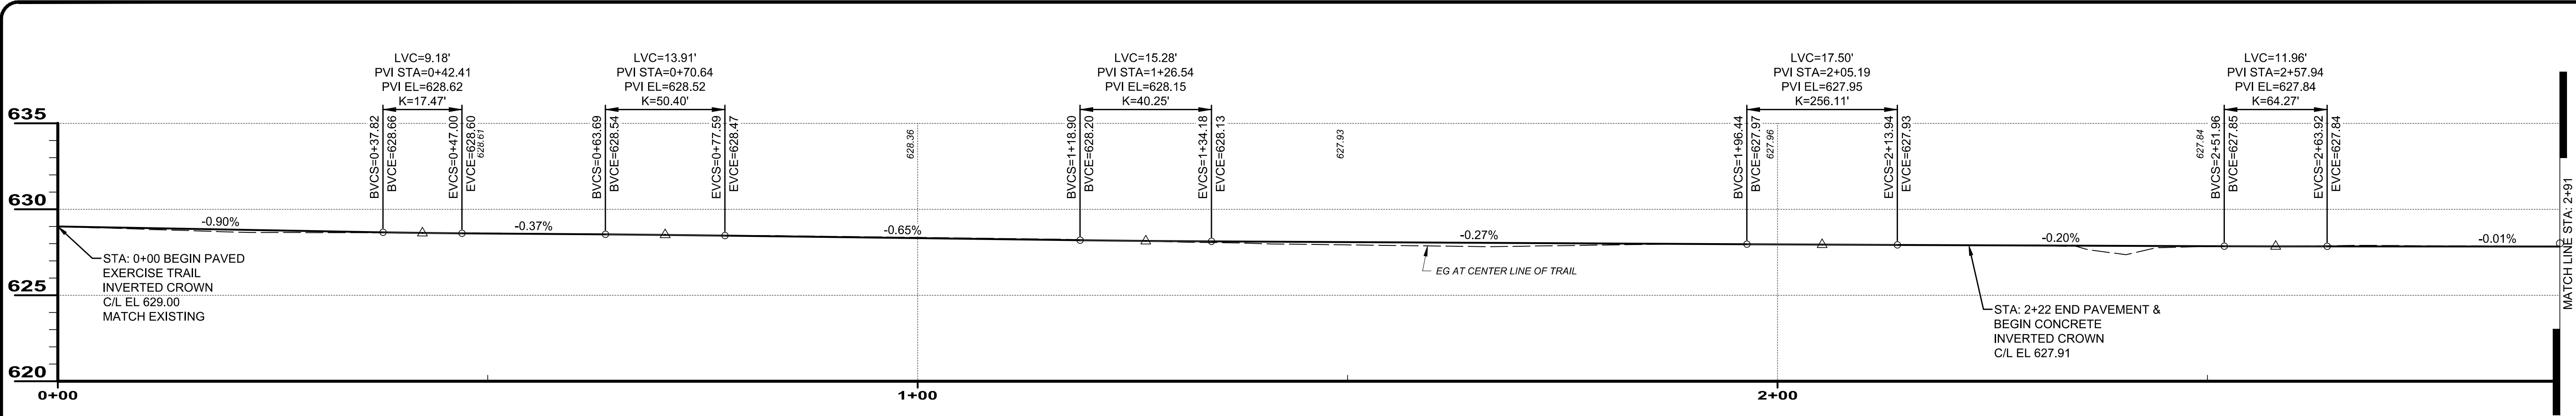 LVC=9.18'
PVI STA=0+42.41
PVI EL=628.62
K=17.47'
LVC=13.91'
PVI STA=0+70.64
PVI EL=628.52
K=50.40'
LVC=15.28'
PVI STA=1+26.54
PVI EL=628.15
K=40.25'
LVC=17.50'
PVI STA=2+05.19
PVI EL=627.95
K=256.11'
LVC=11.96'
PVI STA=2+57.94
PVI EL=627.84
K=64.27'
635
630
625
620
BVCS=0+37.82
BVCE=628.66
EVCS=0+47.00
EVCE=628.60
628.61
BVCS=0+63.69
BVCE=628.54
EVCS=0+77.59
EVCE=628.47
628.36
BVCS=1+18.90
BVCE=628.20
EVCS=1+34.18
EVCE=628.13
627.93
BVCS=1+96.44
BVCE=627.97
627.96
EVCS=2+13.94
EVCE=627.93
627.84
BVCS=2+51.96
BVCE=627.85
EVCS=2+63.92
EVCE=627.84
-0.90%
-0.37%
-0.65%
-0.27%
-0.20%
-0.01%
STA: 0+00 BEGIN PAVED
EXERCISE TRAIL
INVERTED CROWN
C/L EL 629.00
MATCH EXISTING
EG AT CENTER LINE OF TRAIL
STA: 2+22 END PAVEMENT &
BEGIN CONCRETE
INVERTED CROWN
C/L EL 627.91
MATCH LINE STA: 2+91
0+00
1+00
2+00